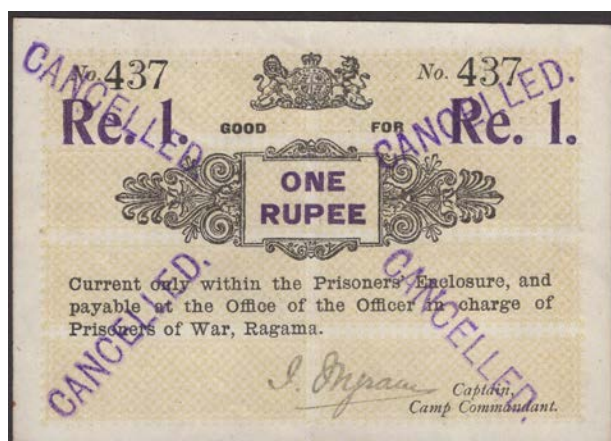 No. 437
No. 437
Re. 1.
GOOD
FOR
Re. 1.
ONE
RUPEE
Current only within the Prisoners' Enclosure, and
payable at the Office of the Officer in charge of
Prisoners of War, Ragama.
Captain,
Camp Commandant.
CANCELLED.
CANCELLED.
CANCELLED.
CANCELLED.